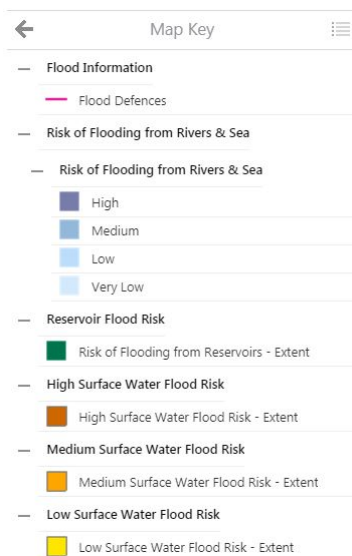 Map Key
Flood Information
Flood Defences
Risk of Flooding from Rivers & Sea
Risk of Flooding from Rivers & Sea
High
Medium
Low
Very Low
Reservoir Flood Risk
Risk of Flooding from Reservoirs - Extent
High Surface Water Flood Risk
High Surface Water Flood Risk - Extent
Medium Surface Water Flood Risk
Medium Surface Water Flood Risk - Extent
Low Surface Water Flood Risk
Low Surface Water Flood Risk - Extent